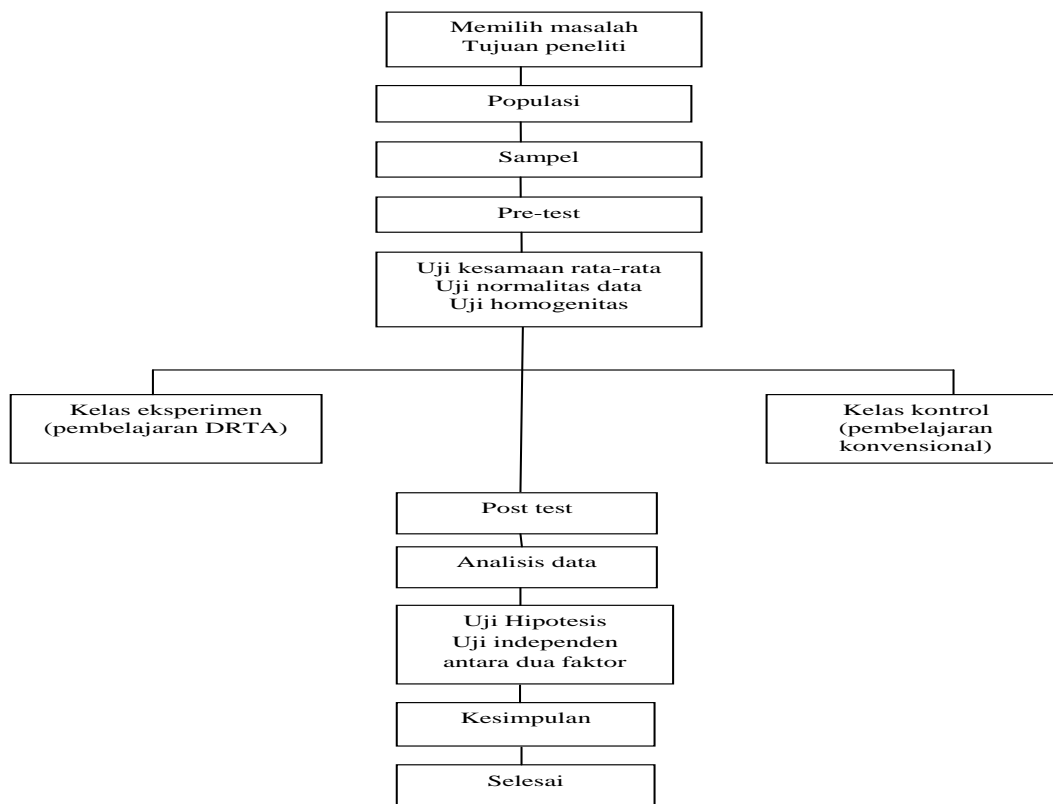 Memilih masalah
Tujuan peneliti
Populasi
Sampel
Pre-test
Uji kesamaan rata-rata
Uji normalitas data
Uji homogenitas
Kelas eksperimen
(pembelajaran DRTA)
Kelas kontrol
(pembelajaran
konvensional)
Post test
Analisis data
Uji Hipotesis
Uji independen
antara dua faktor
Kesimpulan
Selesai